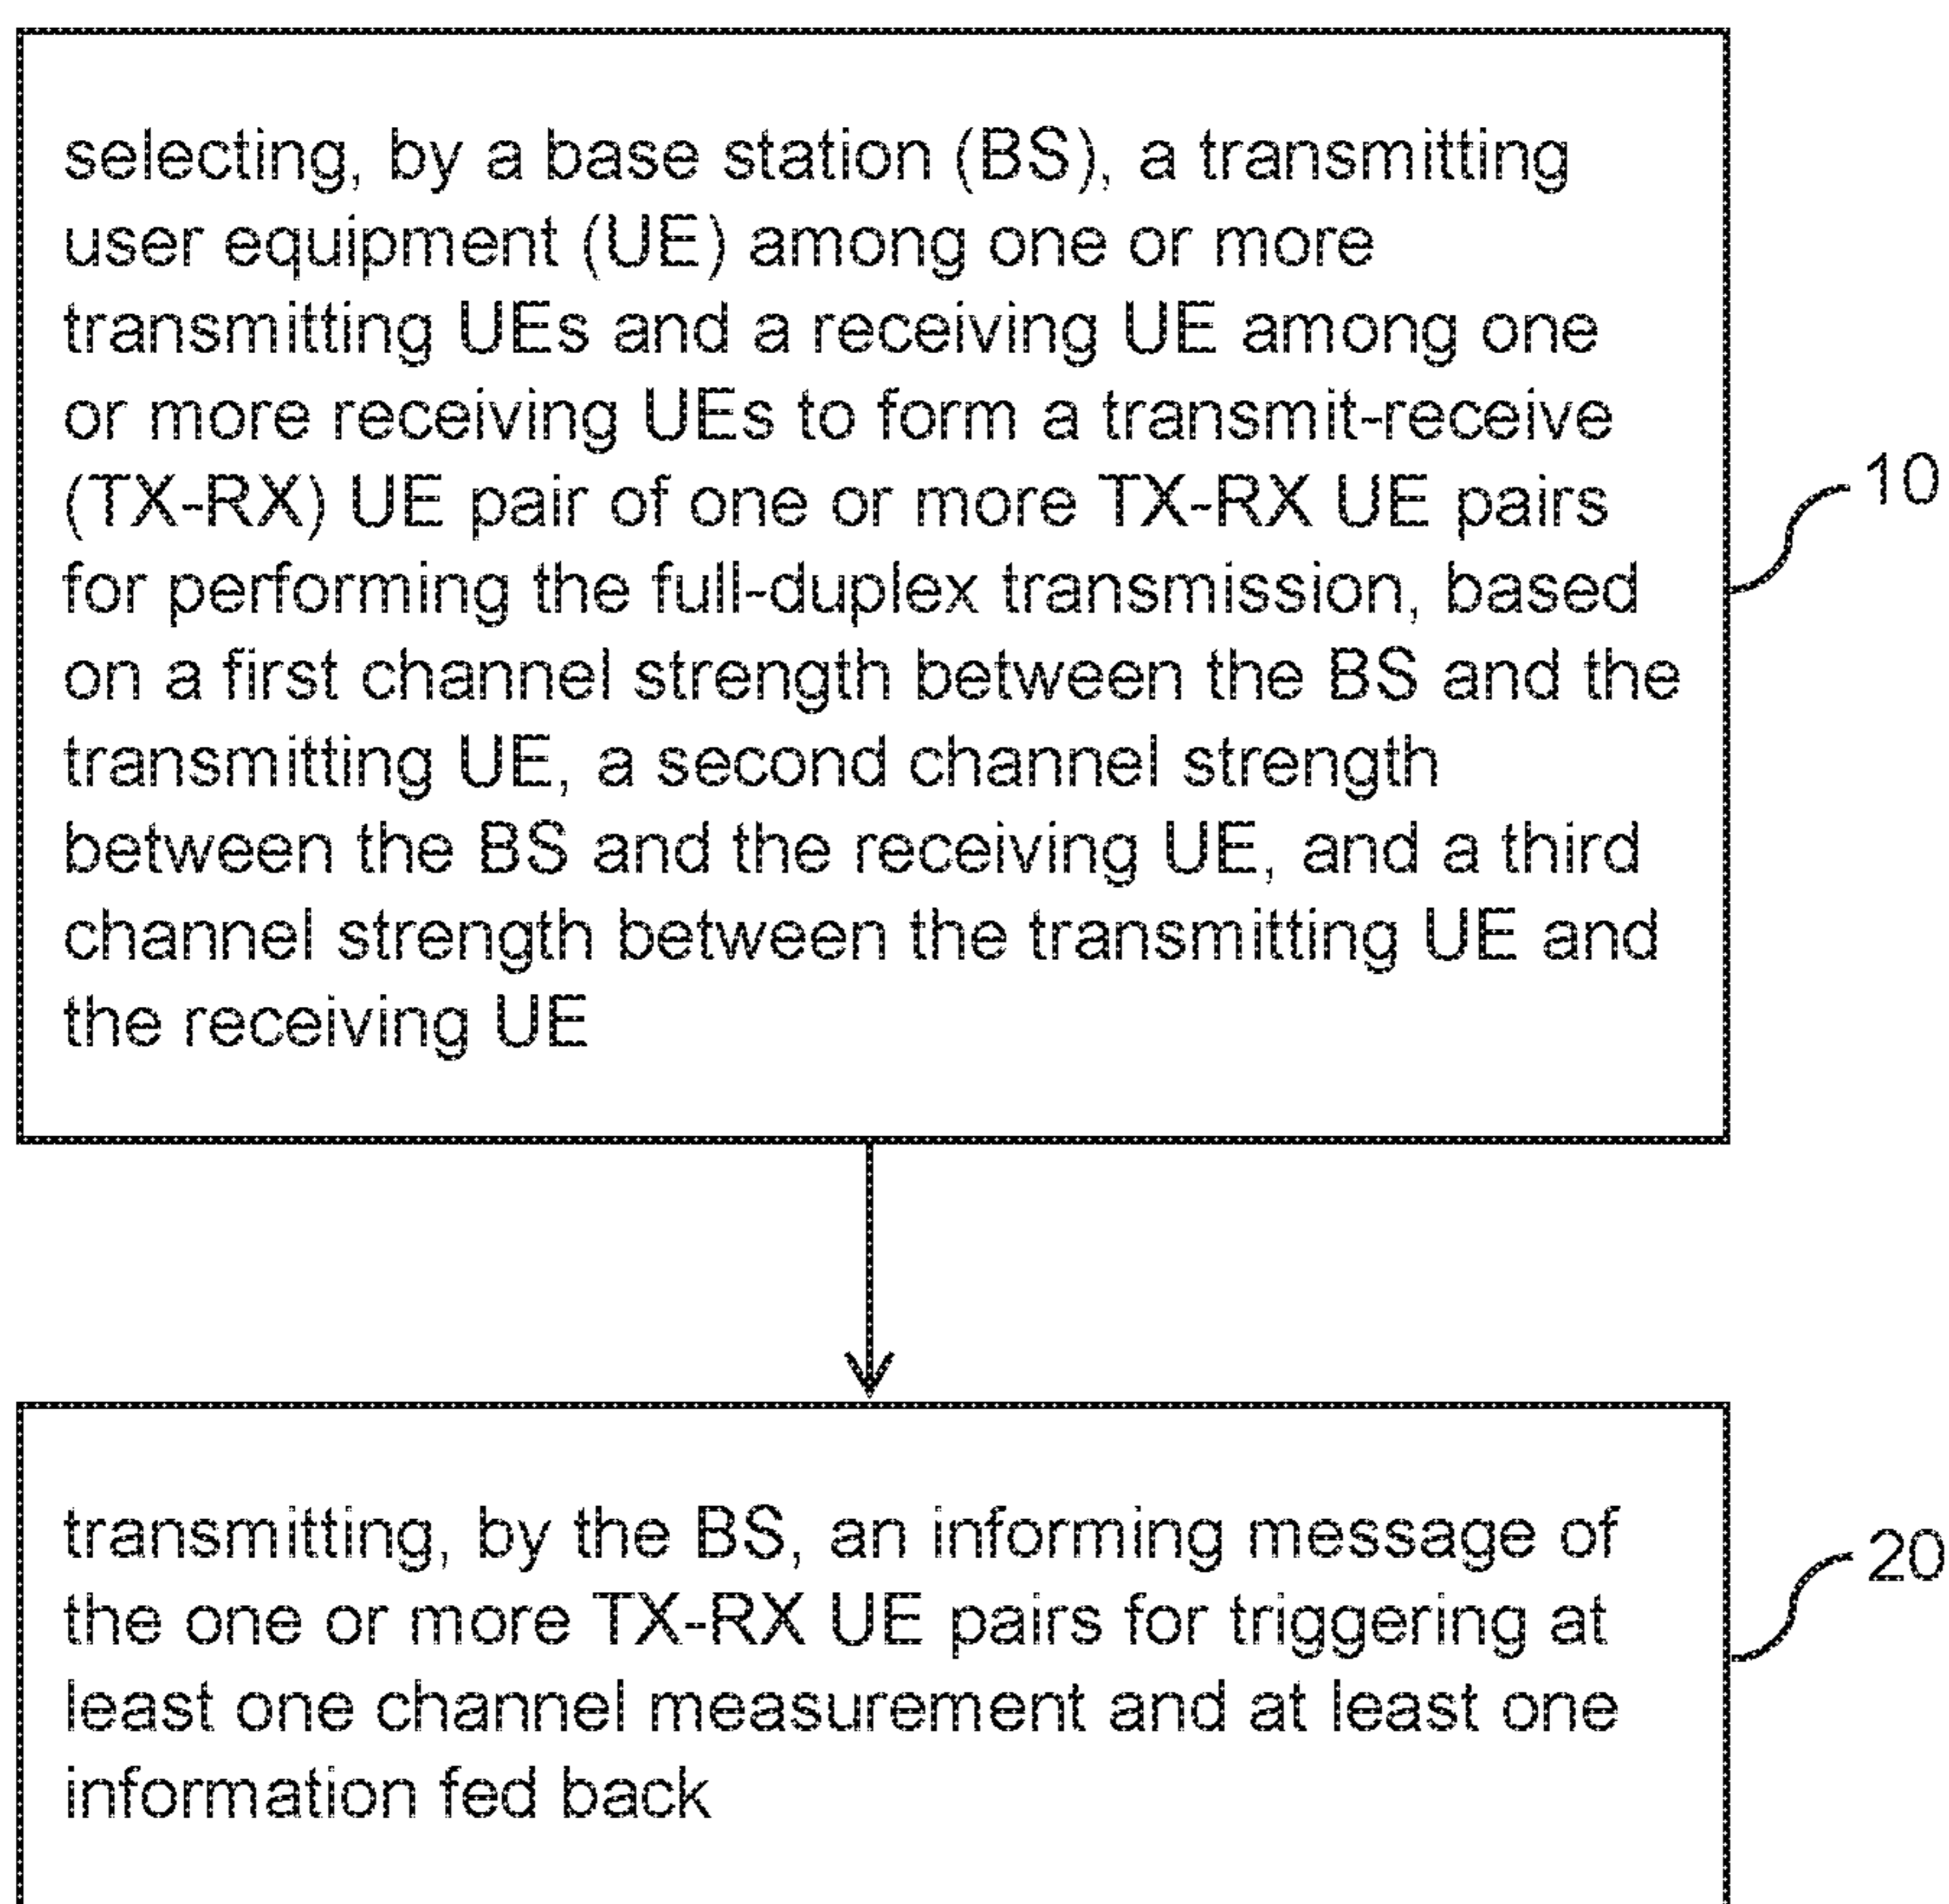 selecting, by a base station (BS), a transmitting
user equipment (UE) among one or more
transmitting UEs and a receiving UE among one
or more receiving UEs to form a transmit-receive
(TX-RX) UE pair of one or more TX-RX UE pairs
for performing the full-duplex transmission, based
on a first channel strength between the BS and the
transmitting UE, a second channel strength
between the BS and the receiving UE, and a third
channel strength between the transmitting UE and
the receiving UE
10
transmitting, by the BS, an informing message of
the one or more TX-RX UE pairs for triggering at
least one channel measurement and at least one
information fed back
20